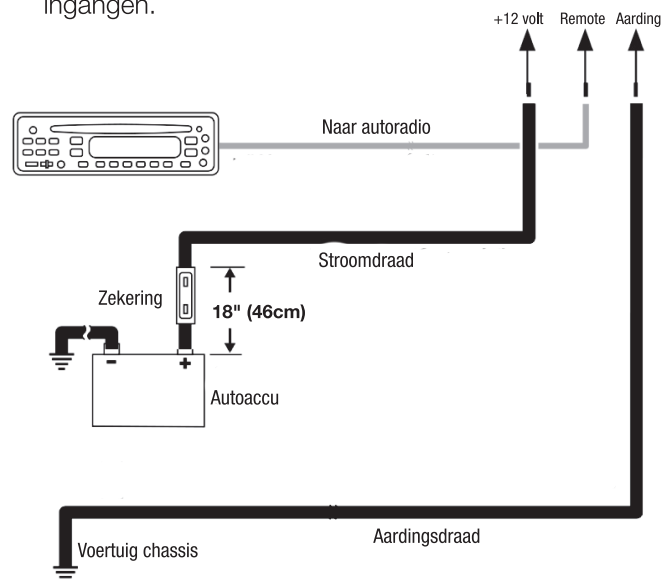 ingangen.
+12 volt Remote Aarding
Naar autoradio
Stroomdraad
Zekering
18" (46cm)
- +
Autoaccu
Aardingsdraad
Voertuig chassis